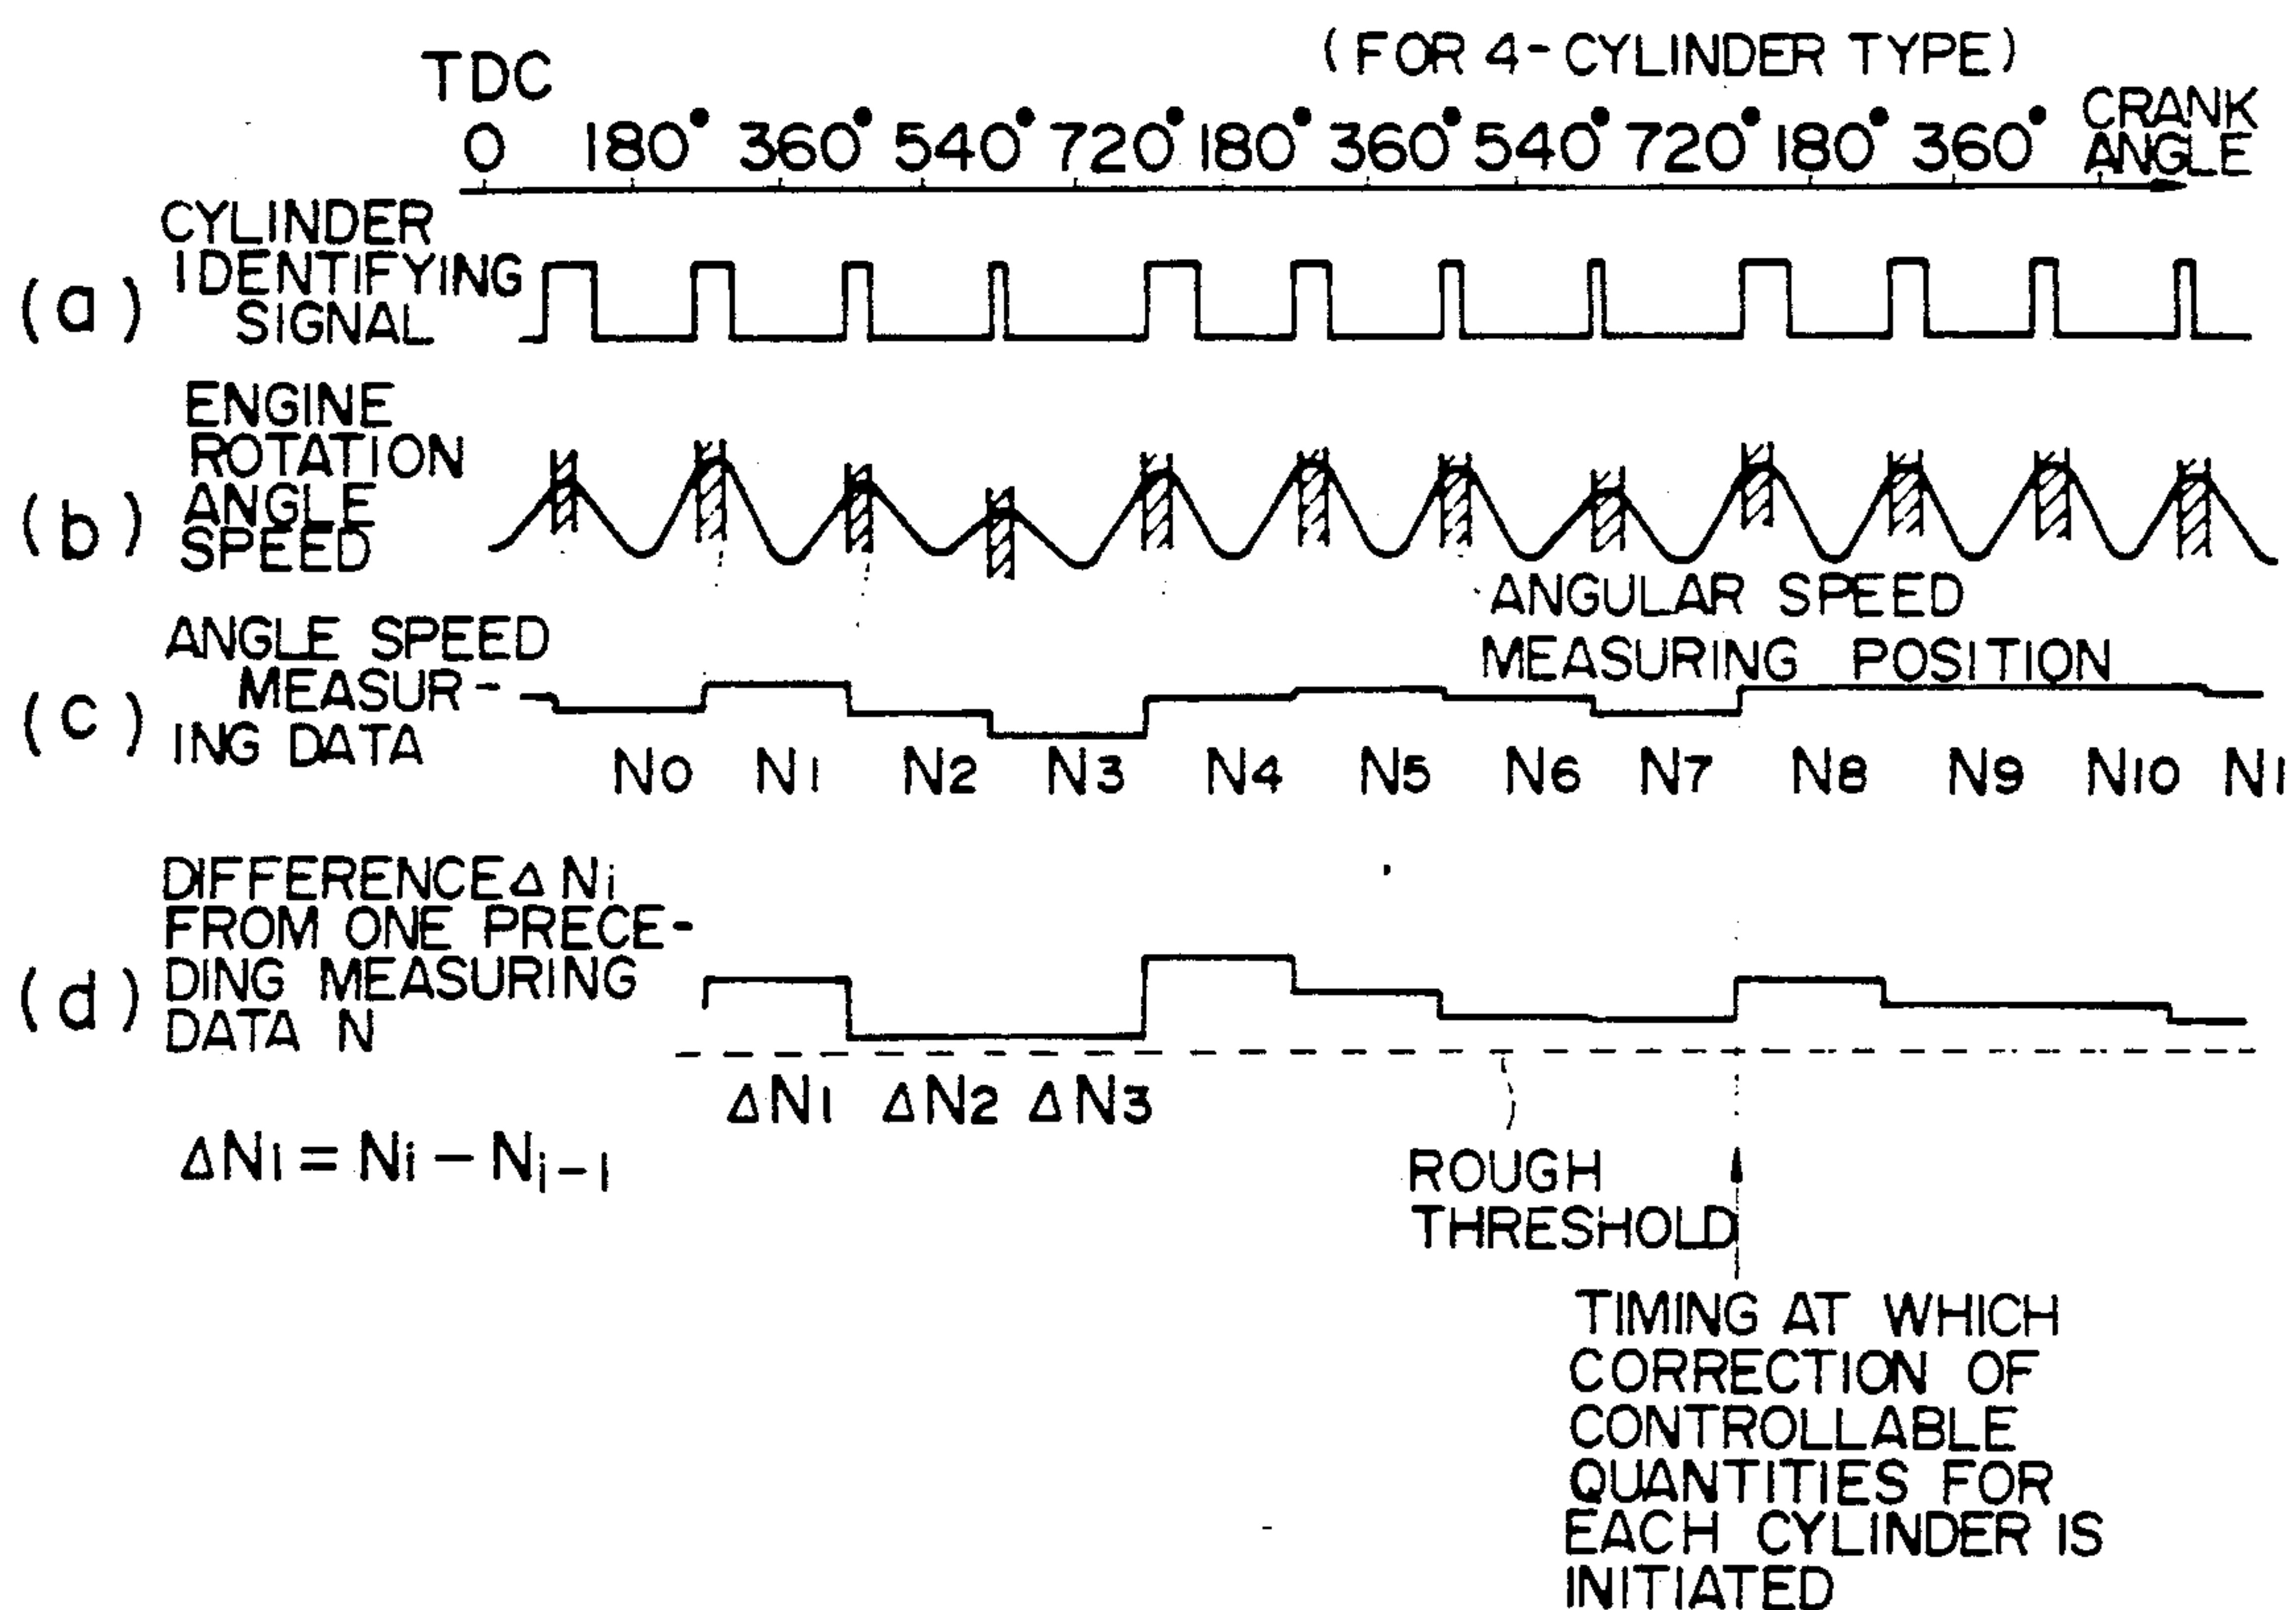 (FOR 4-CYLINDER TYPE)
TDC
0 180° 360° 540° 720° 180° 360° 540° 720° 180° 360°
CRANK
ANGLE
(a)
CYLINDER
IDENTIFYING
SIGNAL
(b)
ENGINE
ROTATION
ANGLE
SPEED
ANGULAR SPEED
MEASURING POSITION
(c)
ANGLE SPEED
MEASUR-
ING DATA
N0 N1 N2 N3 N4 N5 N6 N7 N8 N9 N10 N1
(d)
DIFFERENCE Δ Ni
FROM ONE PRECE-
DING MEASURING
DATA N
ΔN1 ΔN2 ΔN3
ΔNi = Ni - Ni-1
ROUGH
THRESHOLD
TIMING AT WHICH
CORRECTION OF
CONTROLLABLE
QUANTITIES FOR
EACH CYLINDER IS
INITIATED